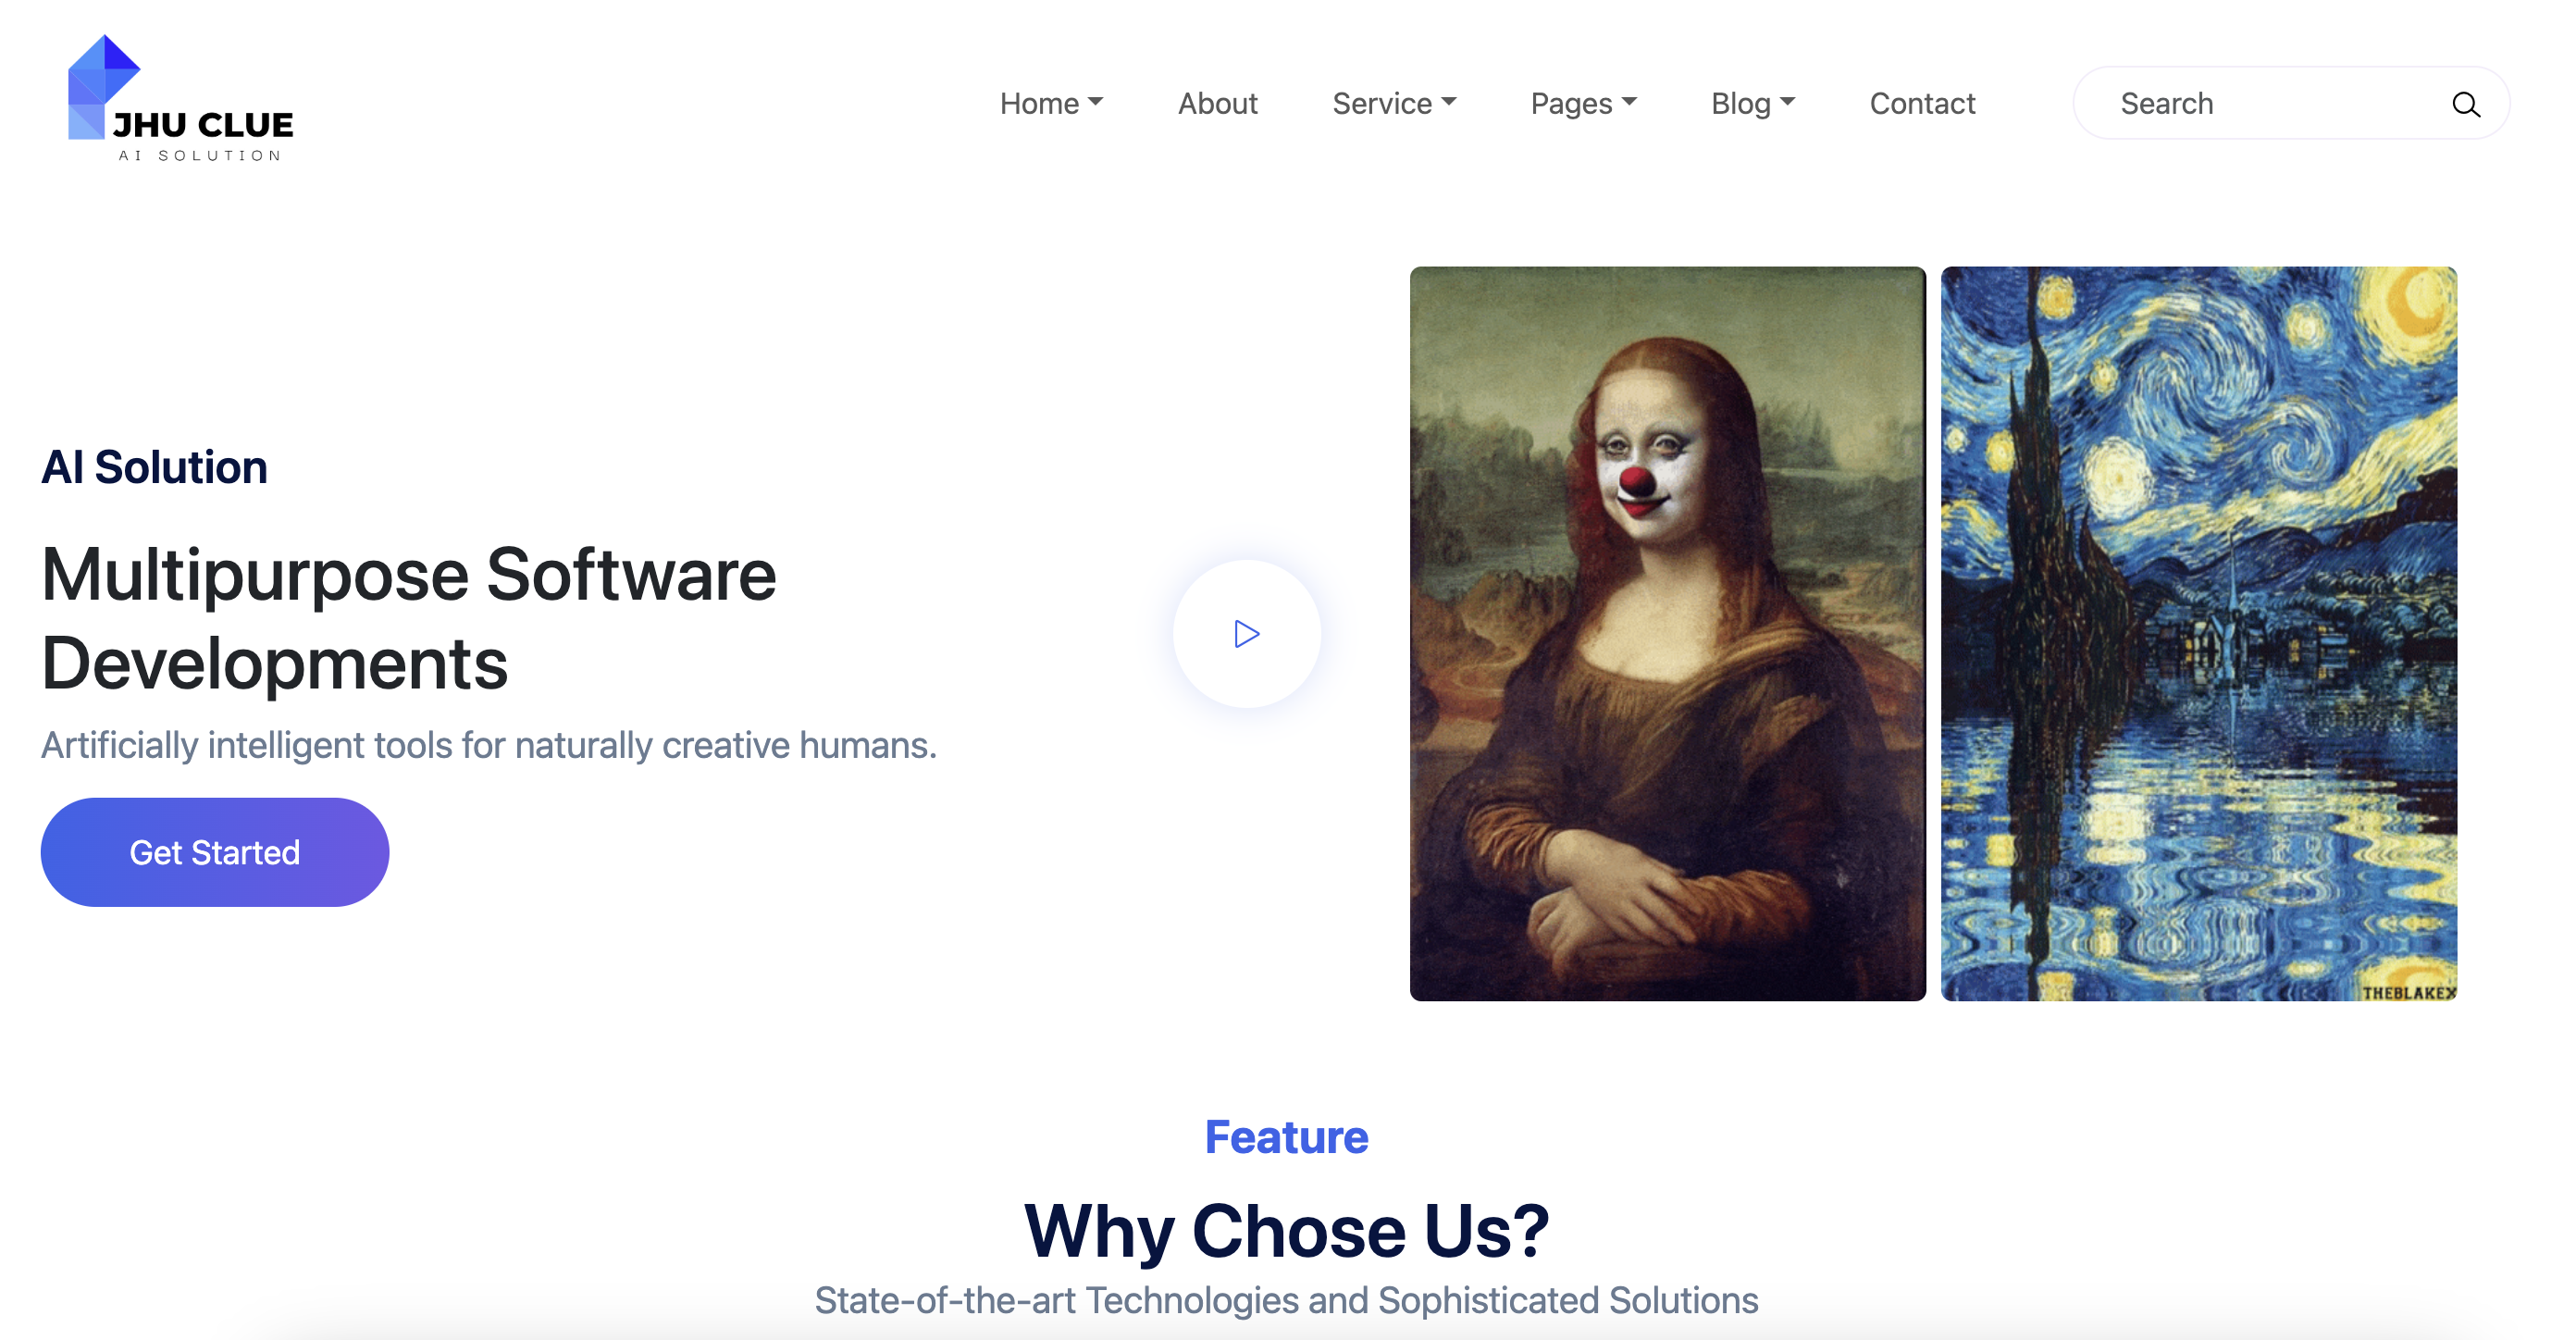 JHU CLUE
AI SOLUTION
Home
About
Service
Pages
Blog
Contact
Search
AI Solution
Multipurpose Software
Developments
Artificially intelligent tools for naturally creative humans.
Get Started
THEBLAKEX
Feature
Why Chose Us?
State-of-the-art Technologies and Sophisticated Solutions